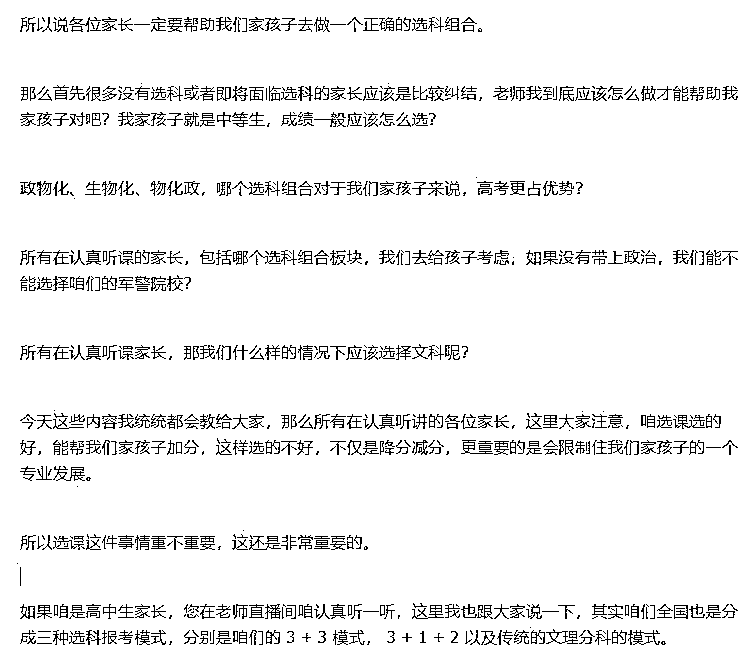 所以说各位家长一定要帮助我们家孩子去做一个正确的选科组合。
那么首先很多没有选科或者即将面临选科的家长应该是比较纠结，老师我到底应该怎么做才能帮助我
家孩子对吧？我家孩子就是中等生，成绩一般应该怎么选？
政物化、生物化、物化政，哪个选科组合对于我们家孩子来说，高考更占优势？
所有在认真听课的家长，包括哪个选科组合板块，我们去给孩子考虑；如果没有带上政治，我们能不
能选择咱们的军警院校？
所有在认真听课家长，那我们什么样的情况下应该选择文科呢？
今天这些内容我统统都会教给大家，那么所有在认真听讲的各位家长，这里大家注意，咱选课选的
好，能帮我们家孩子加分，这样选的不好，不仅是降分减分，更重要的是会限制住我们家孩子的一个
专业发展。
所以选课这件事情重不重要，这还是非常重要的。
如果咱是高中生家长，您在老师直播间咱认真听一听，这里我也跟大家说一下，其实咱们全国也是分
成三种选科报考模式，分别是咱们的 3 + 3 模式， 3 + 1 + 2 以及传统的文理分科的模式。